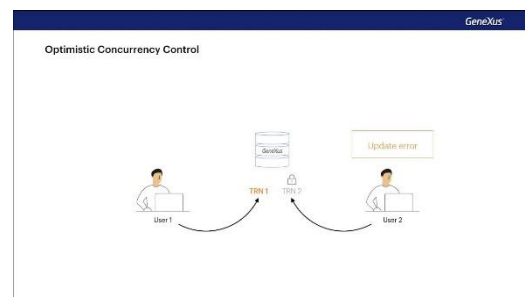 GeneXus
Optimistic Concurrency Control
Update error
GeneXus
TRN 1 TRN 2
User 1
User 2